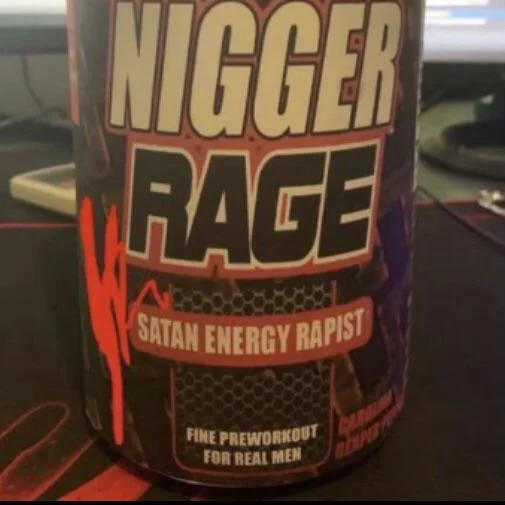 NIGGER
RAGE
SATAN ENERGY RAPIST
FINE PREWORKOUT
FOR REAL MEN
CAROLINA
REAPER